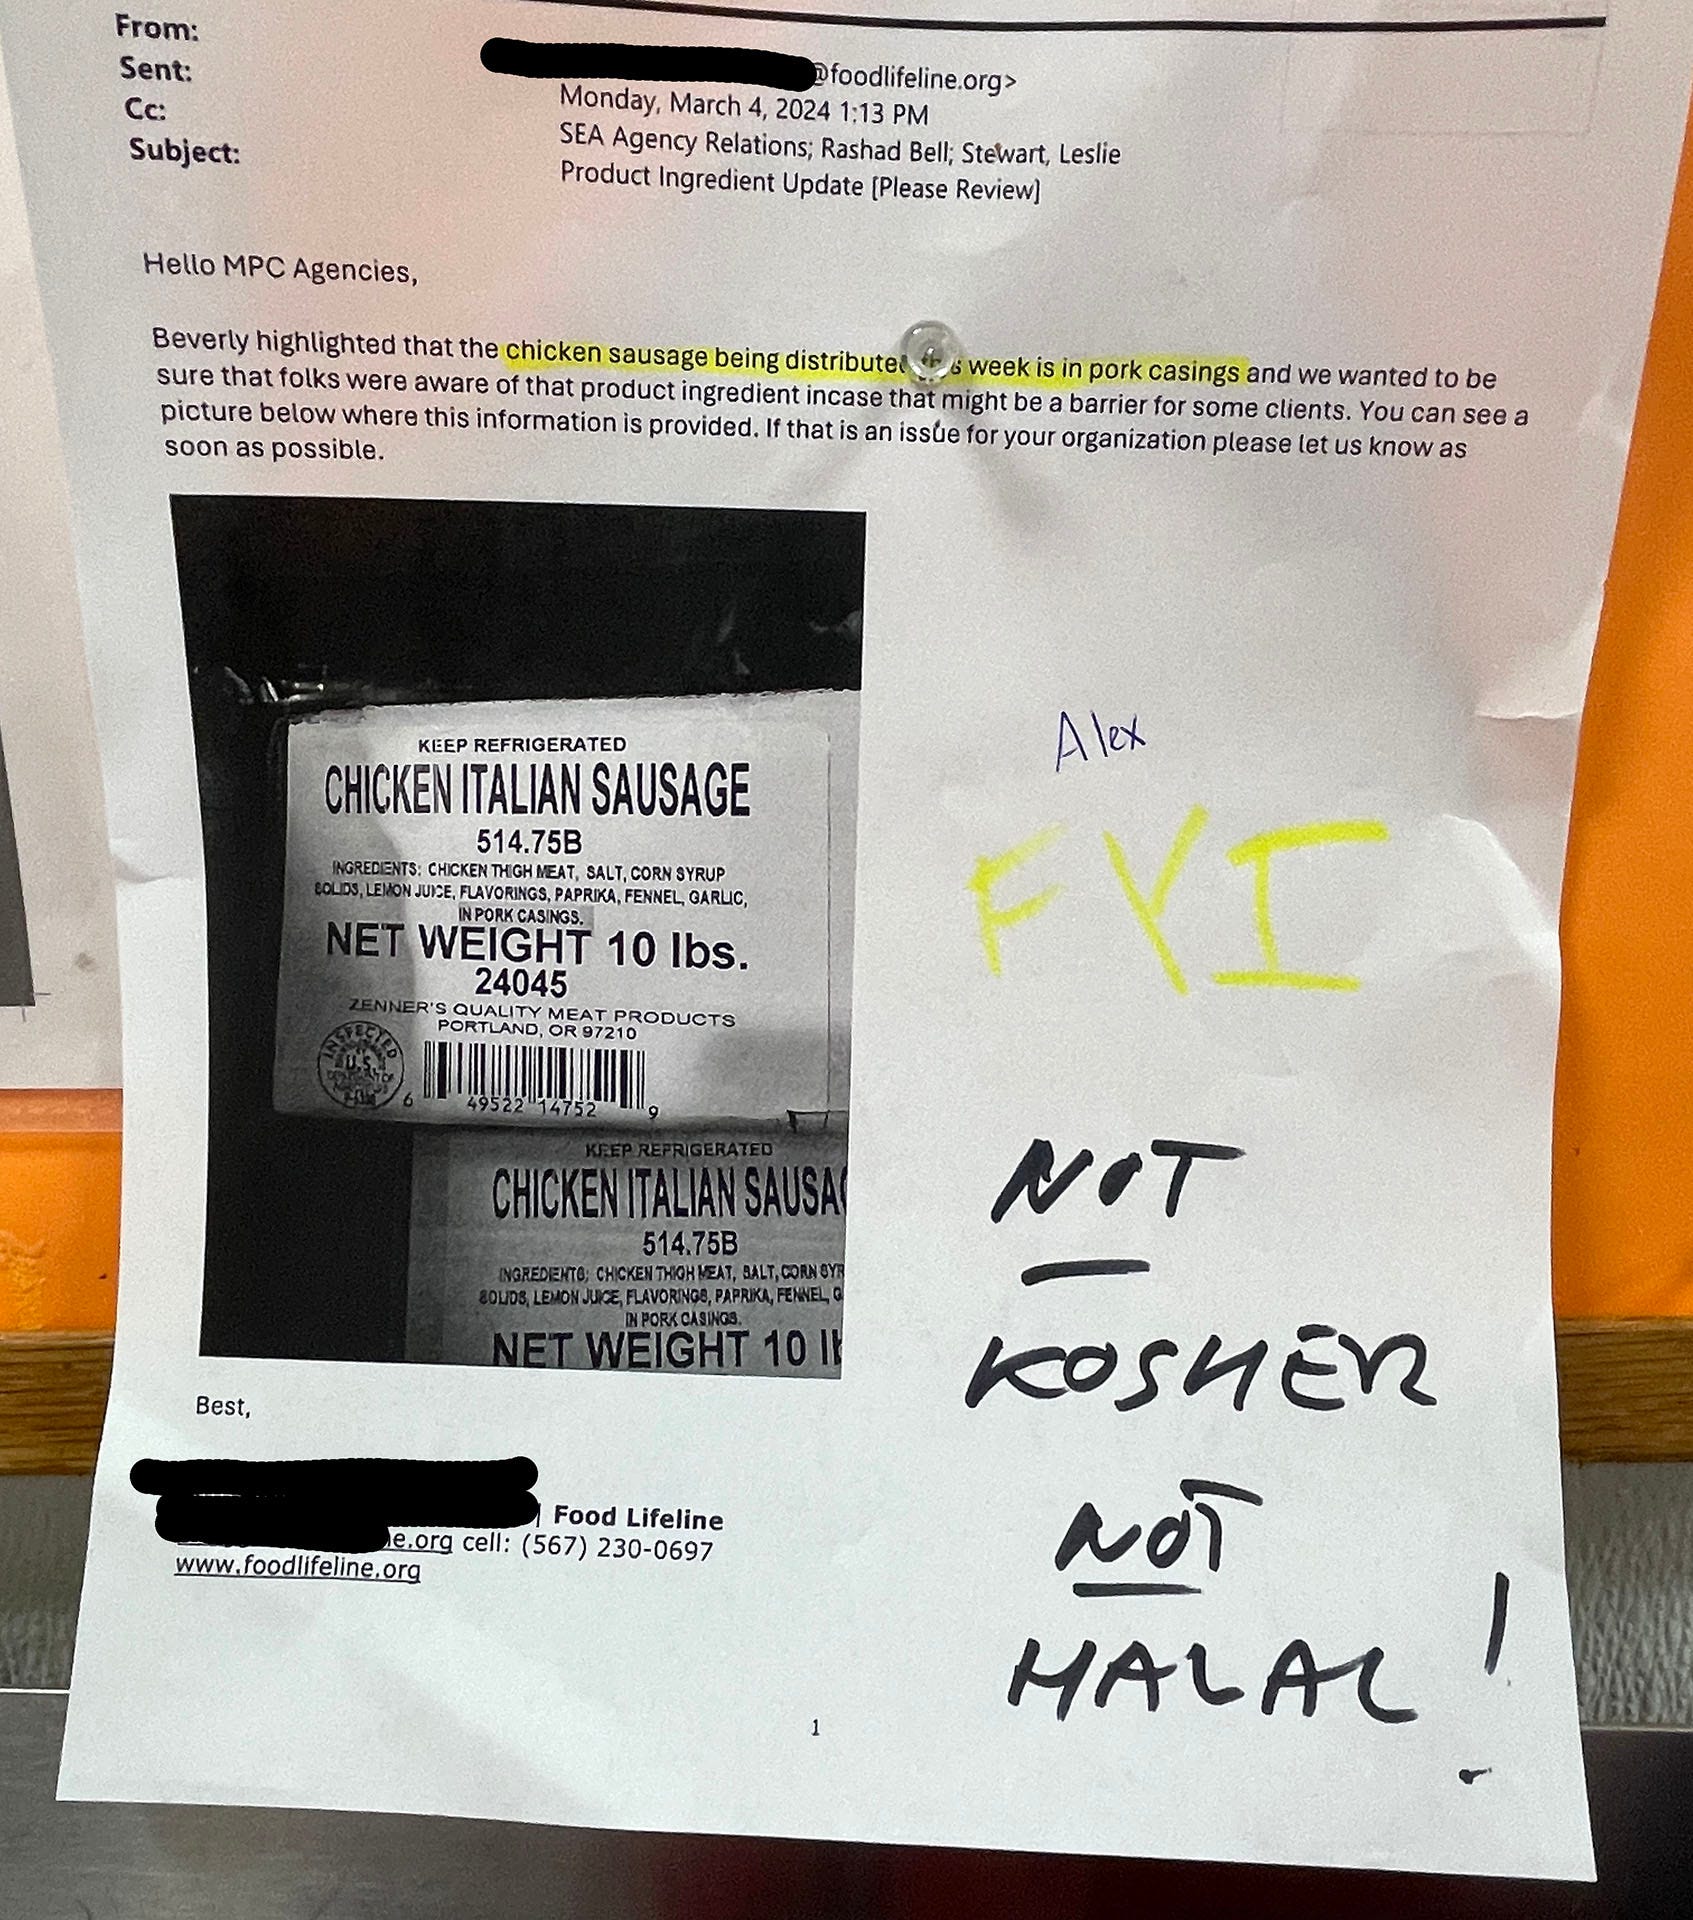 From:
Sent:
Cc:
Subject:
@foodlifeline.org>
Monday, March 4, 2024 1:13 PM
SEA Agency Relations; Rashad Bell; Stewart, Leslie
Product Ingredient Update [Please Review]
Hello MPC Agencies,
Beverly highlighted that the chicken sausage being distributed week is in pork casings and we wanted to be
sure that folks were aware of that product ingredient incase that might be a barrier for some clients. You can see a
picture below where this information is provided. If that is an issue for your organization please let us know as
soon as possible.
KEEP REFRIGERATED
CHICKEN ITALIAN SAUSAGE
514.75B
INGREDIENTS: CHICKEN THIGH MEAT, SALT, CORN SYRUP
SOLIDS, LEMON JUICE, FLAVORINGS, PAPRIKA, FENNEL, GARLIC,
IN PORK CASINGS.
NET WEIGHT 10 lbs.
24045
ZENNER'S QUALITY MEAT PRODUCTS
PORTLAND, OR 97210
INSPECTED
U.S.
DEPARTMENT OF
6 49522 14752 9
KEEP REFRIGERATED
CHICKEN ITALIAN SAUSAG
514.75B
INGREDIENTS: CHICKEN THIGH MEAT, SALT, CORN SYR
SOLIDS, LEMON JUICE, FLAVORINGS, PAPRIKA, FENNEL, G
IN PORK CASINGS.
NET WEIGHT 10 lb
Alex
FYI
NOT
KOSHER
NOT
HALAL!
Best,
| Food Lifeline
e.org cell: (567) 230-0697
www.foodlifeline.org
1